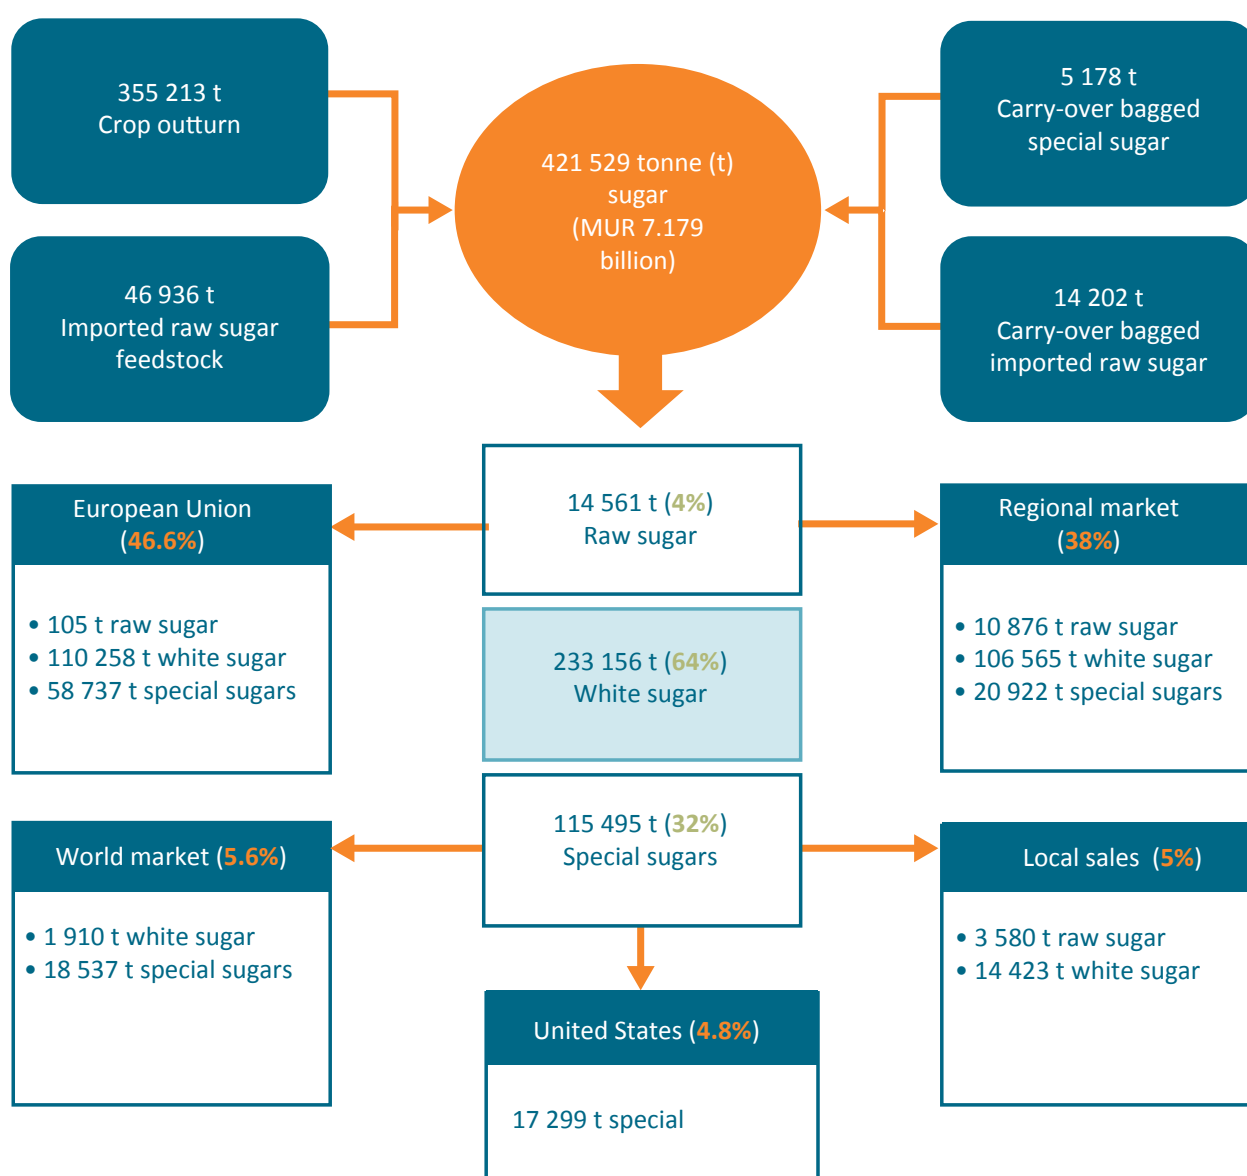 355 213 t
Crop outturn
46 936 t
Imported raw sugar
feedstock
421 529 tonne (t)
sugar
(MUR 7.179
billion)
5 178 t
Carry-over bagged
special sugar
14 202 t
Carry-over bagged
imported raw sugar
European Union
(46.6%)
• 105 t raw sugar
• 110 258 t white sugar
• 58 737 t special sugars
14 561 t (4%)
Raw sugar
233 156 t (64%)
White sugar
115 495 t (32%)
Special sugars
Regional market
(38%)
• 10 876 t raw sugar
• 106 565 t white sugar
• 20 922 t special sugars
World market (5.6%)
• 1 910 t white sugar
• 18 537 t special sugars
Local sales (5%)
• 3 580 t raw sugar
• 14 423 t white sugar
United States (4.8%)
17 299 t special